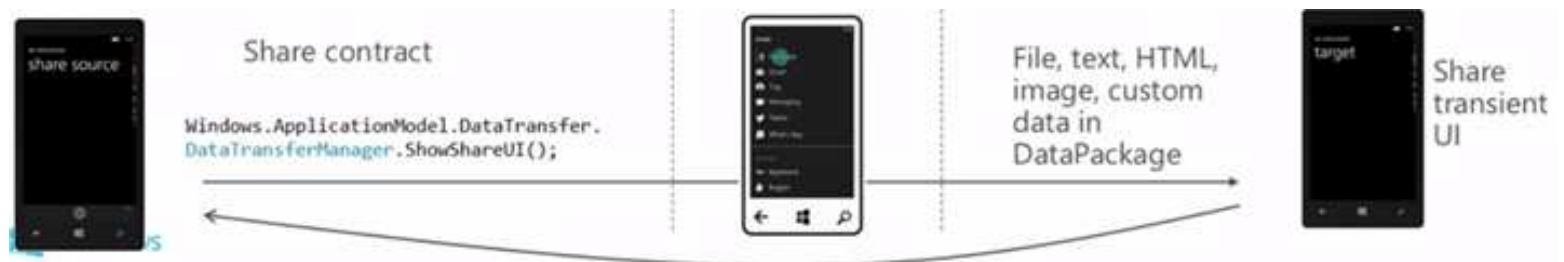 share source
Share contract
Windows.ApplicationModel.DataTransfer.
DataTransferManager.ShowShareUI();
Messaging
File, text, HTML,
image, custom
data in
DataPackage
target
Share
transient
UI